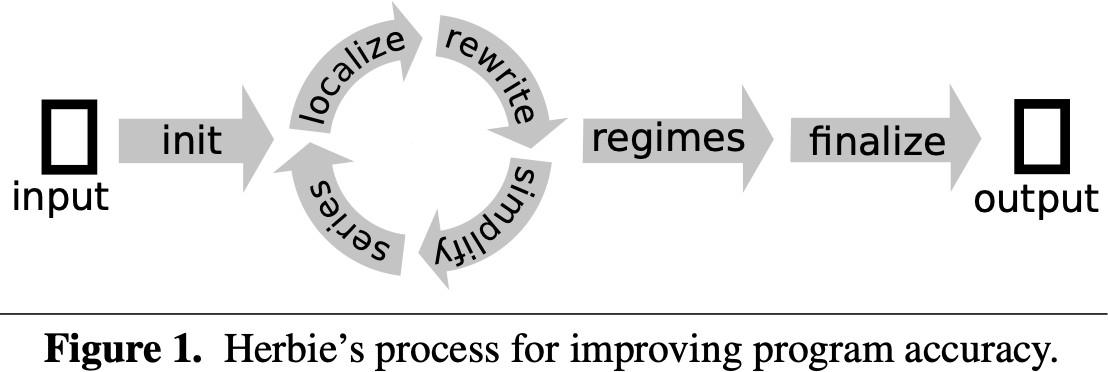 input
init
localize
rewrite
simplify
series
regimes
finalize
output
Figure 1. Herbie's process for improving program accuracy.